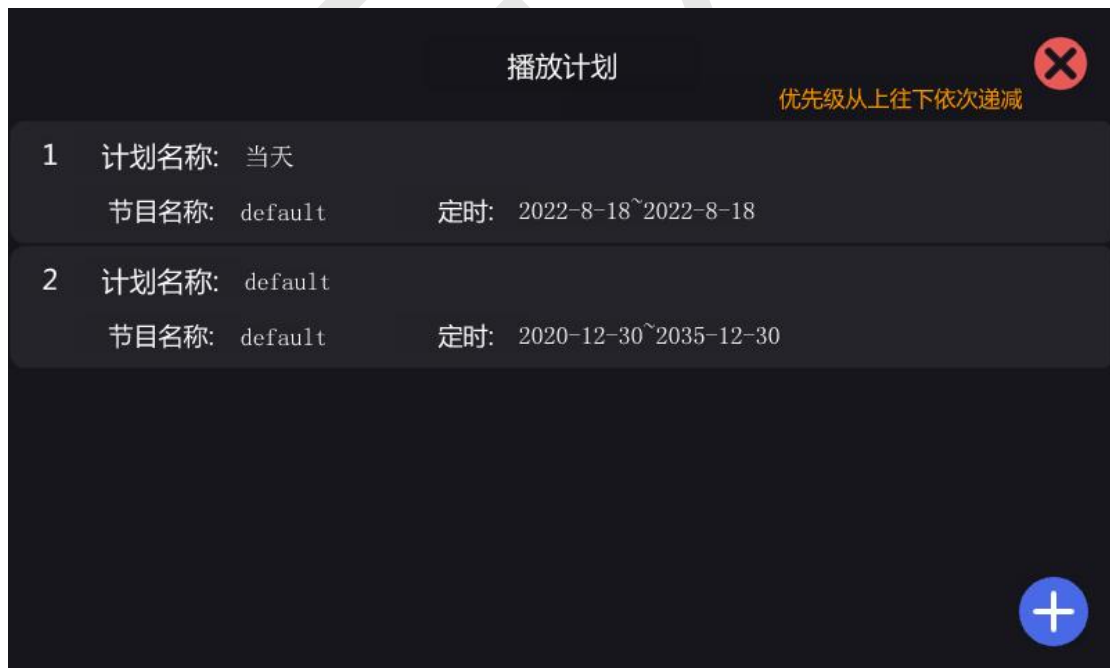 播放计划
优先级从上往下依次递减
1 计划名称: 当天
节目名称: default 定时: 2022-8-18~2022-8-18
2 计划名称: default
节目名称: default 定时: 2020-12-30~2035-12-30